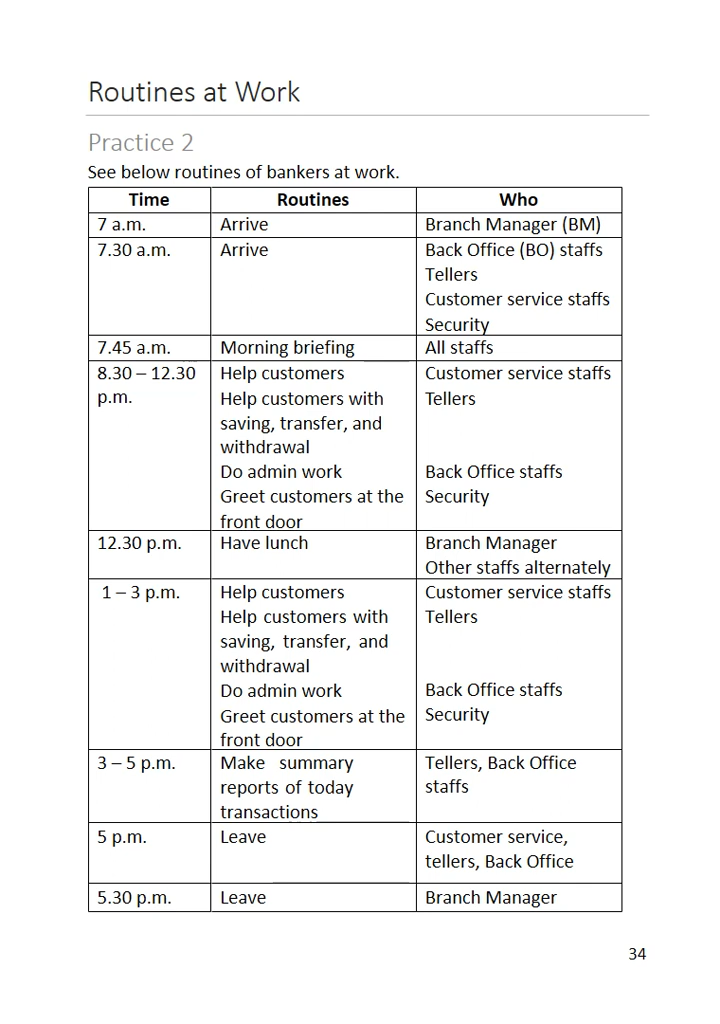 Routines at Work
Practice 2
See below routines of bankers at work.
Time Routines Who
7 a.m. Arrive Branch Manager (BM)
7.30 a.m. Arrive Back Office (BO) staffs
Tellers
Customer service staffs
Security
7.45 a.m. Morning briefing All staffs
8.30 – 12.30 Help customers Customer service staffs
p.m. Help customers with Tellers
saving, transfer, and
withdrawal
Do admin work Back Office staffs
Greet customers at the Security
front door
12.30 p.m. Have lunch Branch Manager
Other staffs alternately
1 – 3 p.m. Help customers Customer service staffs
Help customers with Tellers
saving, transfer, and
withdrawal
Do admin work Back Office staffs
Greet customers at the Security
front door
3 – 5 p.m. Make summary Tellers, Back Office
reports of today staffs
transactions
5 p.m. Leave Customer service,
tellers, Back Office
5.30 p.m. Leave Branch Manager
34